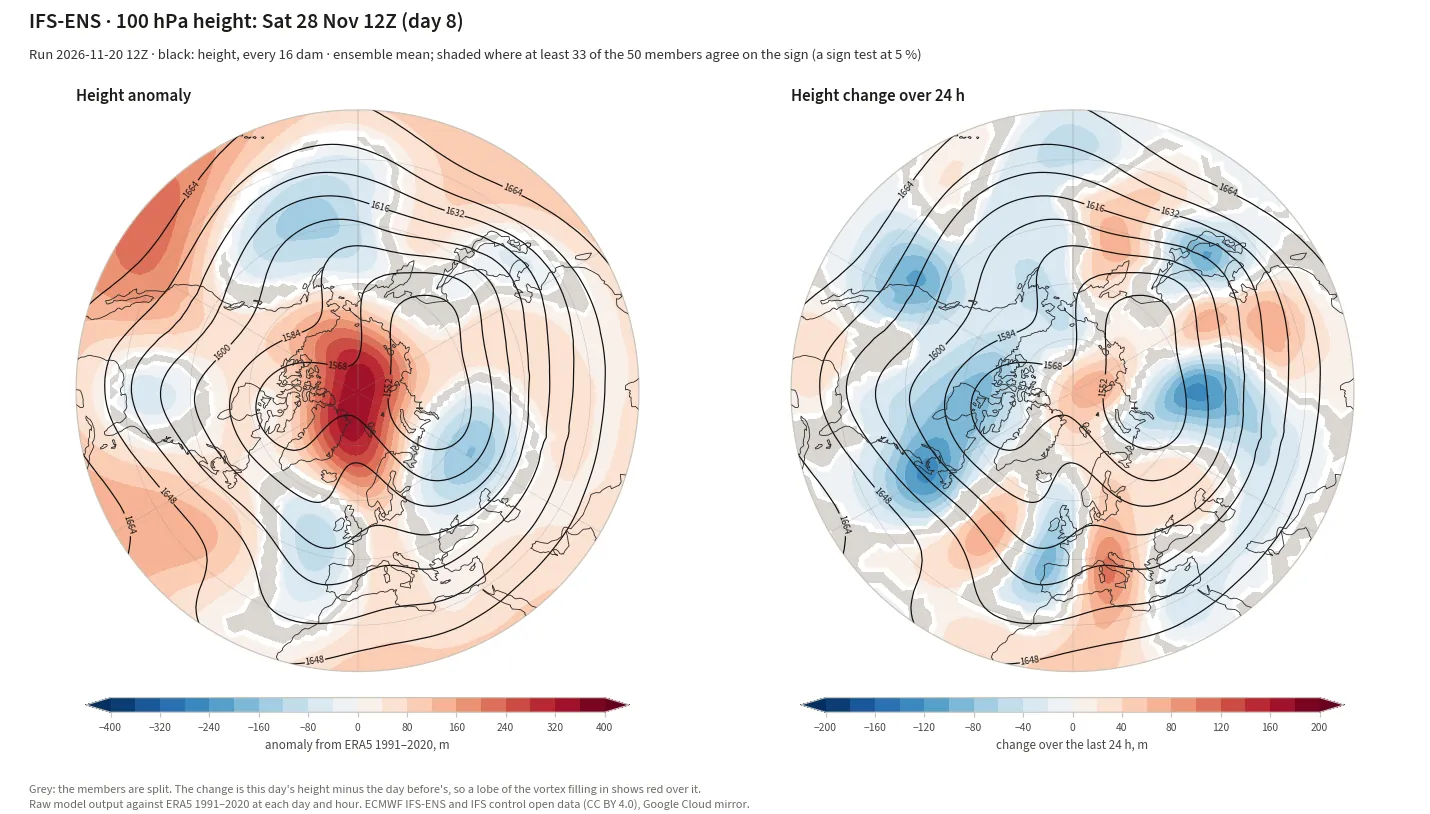 IFS-ENS · 100 hPa height: Sat 28 Nov 12Z (day 8)
Run 2026-11-20 12Z · black: height, every 16 dam · ensemble mean; shaded where at least 33 of the 50 members agree on the sign (a sign test at 5 %)
Height anomaly
Height change over 24 h
1664
1616
1632
1664
1584
1600
1568
1552
1648
1664
1648
1664
1616
1632
1664
1584
1600
1568
1552
1648
1664
1648
−400 −320 −240 −160 −80 0 80 160 240 320 400
anomaly from ERA5 1991–2020, m
−200 −160 −120 −80 −40 0 40 80 120 160 200
change over the last 24 h, m
Grey: the members are split. The change is this day's height minus the day before's, so a lobe of the vortex filling in shows red over it.
Raw model output against ERA5 1991–2020 at each day and hour. ECMWF IFS-ENS and IFS control open data (CC BY 4.0), Google Cloud mirror.